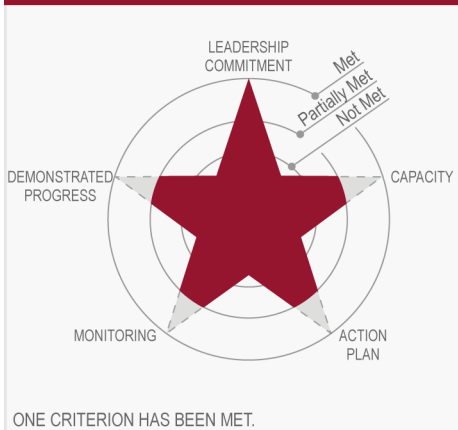 LEADERSHIP
COMMITMENT
Met
Partially Met
Not Met
DEMONSTRATED
PROGRESS
CAPACITY
MONITORING
ACTION
PLAN
ONE CRITERION HAS BEEN MET.